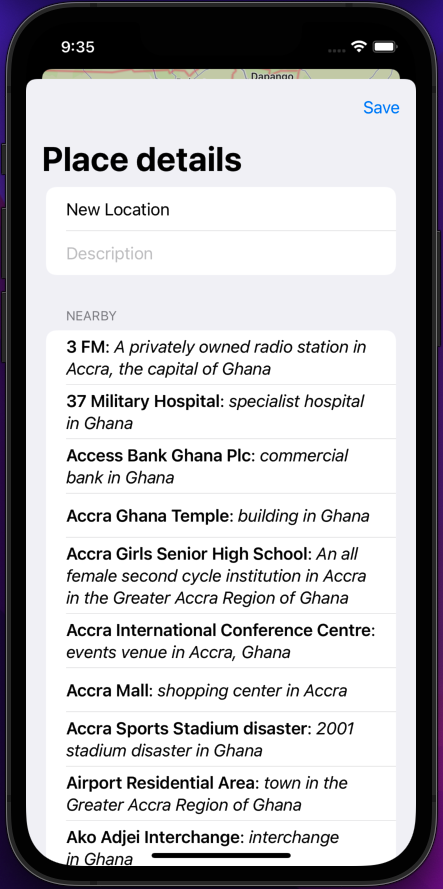 9:35
Dapango
Save
Place details
New Location
Description
NEARBY
3 FM: A privately owned radio station in
Accra, the capital of Ghana
37 Military Hospital: specialist hospital
in Ghana
Access Bank Ghana Plc: commercial
bank in Ghana
Accra Ghana Temple: building in Ghana
Accra Girls Senior High School: An all
female second cycle institution in Accra
in the Greater Accra Region of Ghana
Accra International Conference Centre:
events venue in Accra, Ghana
Accra Mall: shopping center in Accra
Accra Sports Stadium disaster: 2001
stadium disaster in Ghana
Airport Residential Area: town in the
Greater Accra Region of Ghana
Ako Adjei Interchange: interchange
in Ghana